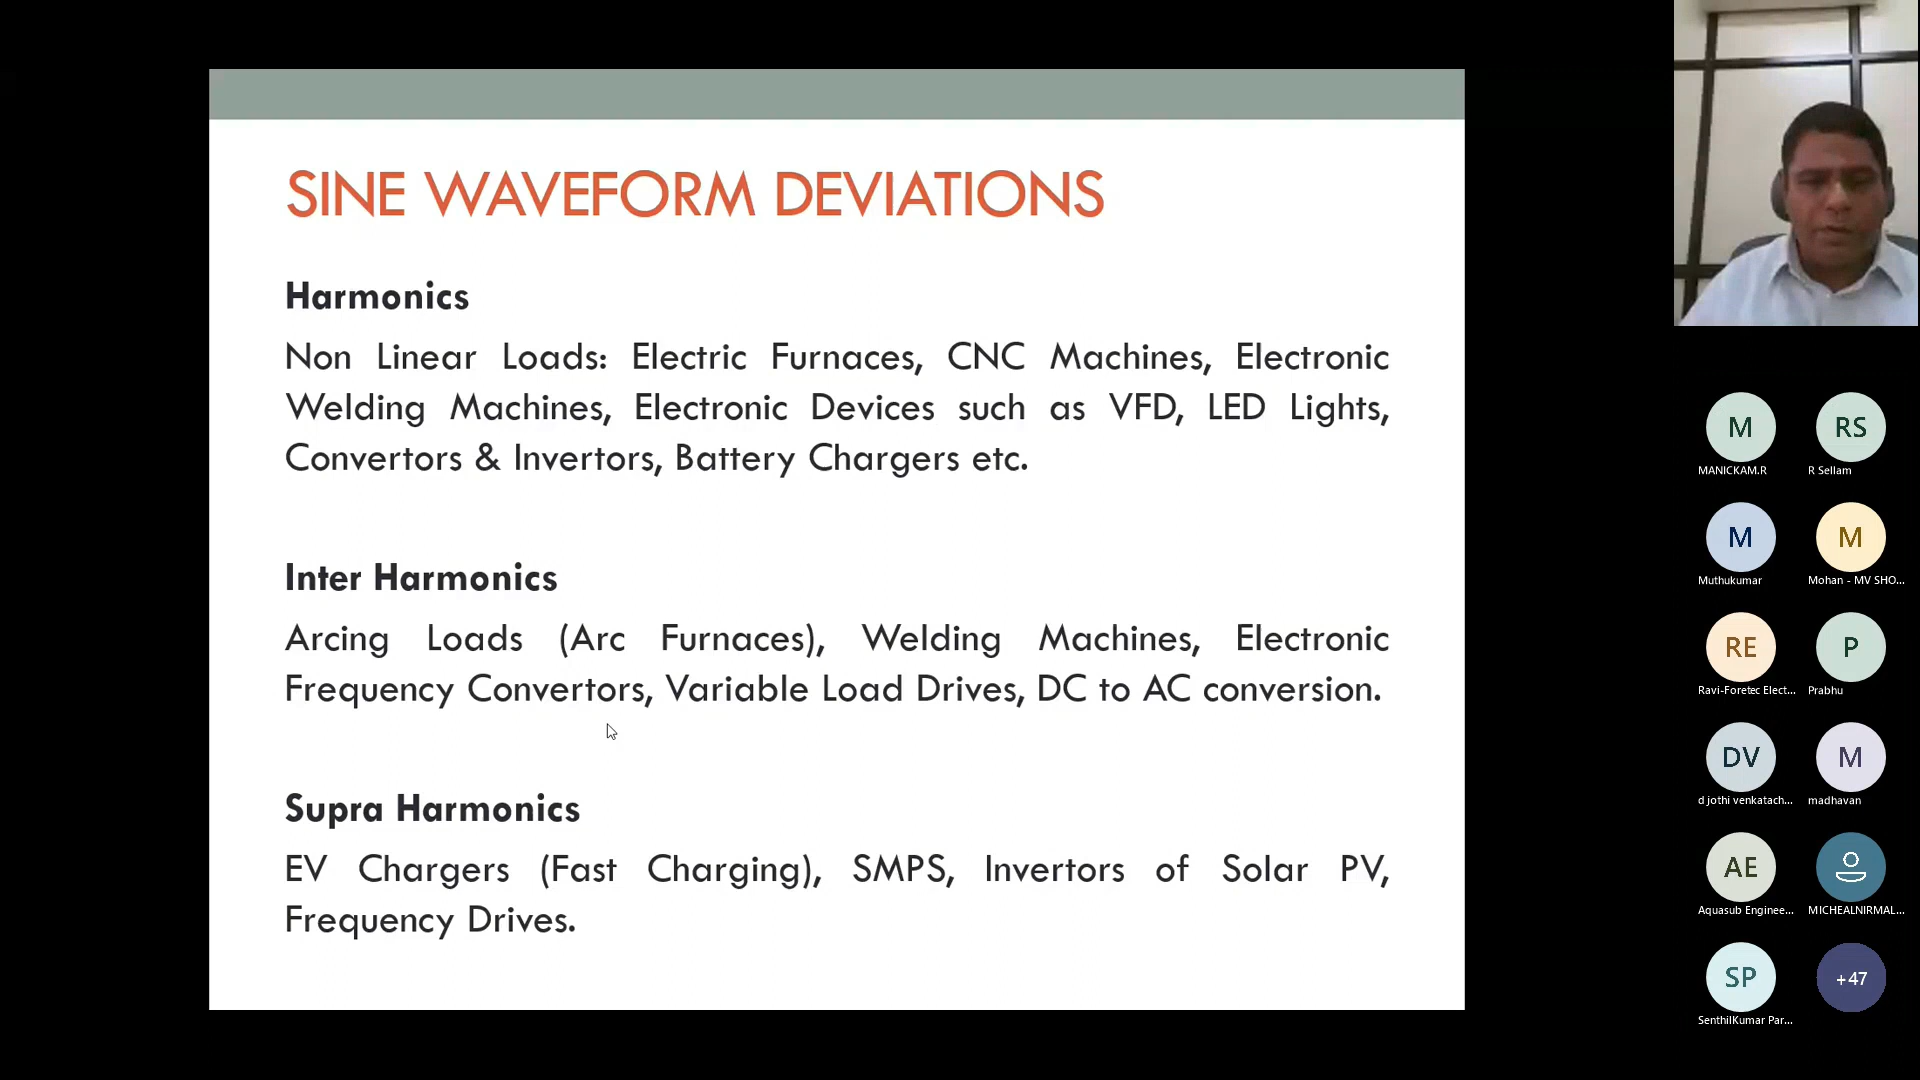 SINE WAVEFORM DEVIATIONS
Harmonics
Non Linear Loads: Electric Furnaces, CNC Machines, Electronic
Welding Machines, Electronic Devices such as VFD, LED Lights,
Convertors & Invertors, Battery Chargers etc.
Inter Harmonics
Arcing Loads (Arc Furnaces), Welding Machines, Electronic
Frequency Convertors, Variable Load Drives, DC to AC conversion.
Supra Harmonics
EV Chargers (Fast Charging), SMPS, Invertors of Solar PV,
Frequency Drives.
M
RS
MANICKAM.R
R Sellam
M
M
Muthukumar
Mohan - MV SHO...
RE
P
Ravi-Foretec Elect...
Prabhu
DV
M
d jothi venkatach...
madhavan
AE
Aquasub Enginee...
MICHEALNIRMAL...
SP
+47
SenthilKumar Par...